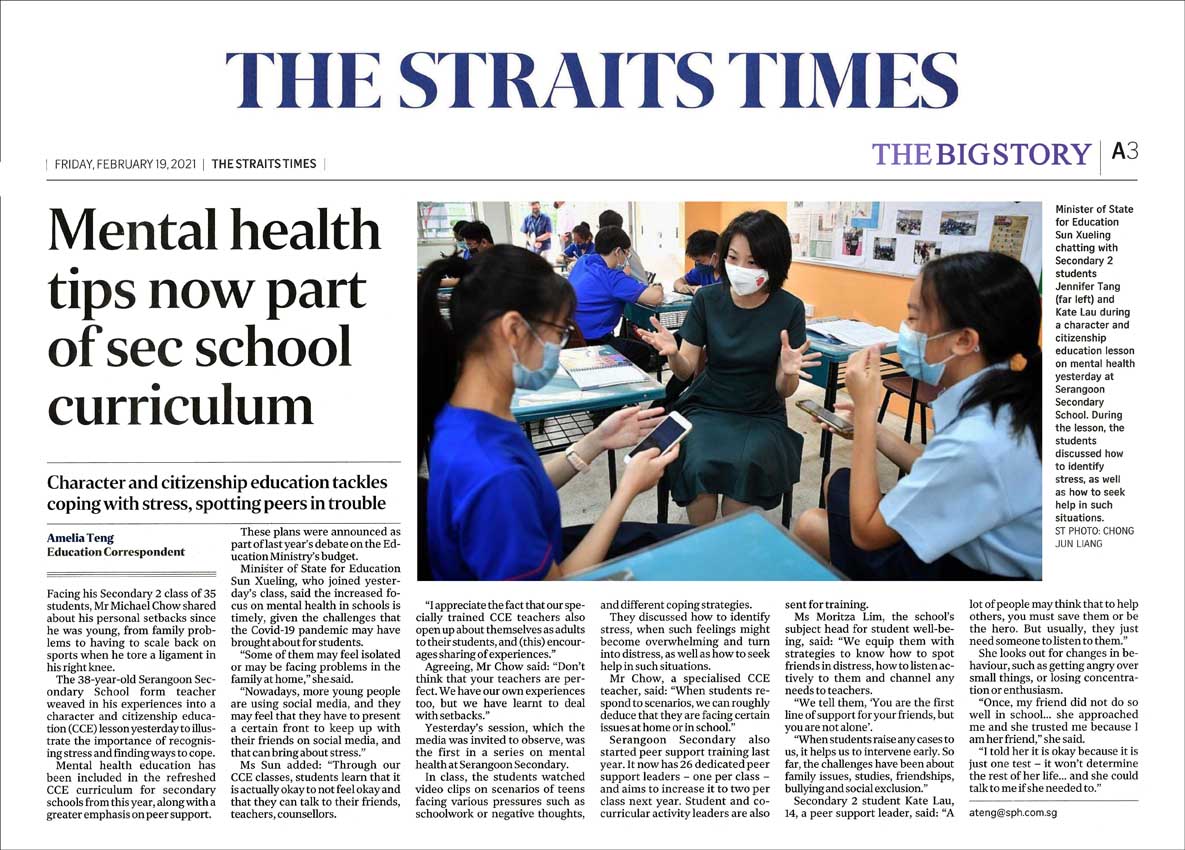 THE STRAITS TIMES
| FRIDAY, FEBRUARY 19, 2021 | THE STRAITS TIMES |
THE BIG STORY | A3
Mental health
tips now part
of sec school
curriculum
Character and citizenship education tackles
coping with stress, spotting peers in trouble
Amelia Teng
Education Correspondent
Facing his Secondary 2 class of 35
students, Mr Michael Chow shared
about his personal setbacks since
he was young, from family prob-
lems to having to scale back on
sports when he tore a ligament in
his right knee.
The 38-year-old Serangoon Sec-
ondary School form teacher
weaved in his experiences into a
character and citizenship educa-
tion (CCE) lesson yesterday to illus-
trate the importance of recognis-
ing stress and finding ways to cope.
Mental health education has
been included in the refreshed
CCE curriculum for secondary
schools from this year, along with a
greater emphasis on peer support.
These plans were announced as
part of last year's debate on the Ed-
ucation Ministry's budget.
Minister of State for Education
Sun Xueling, who joined yester-
day's class, said the increased fo-
cus on mental health in schools is
timely, given the challenges that
the Covid-19 pandemic may have
brought about for students.
"Some of them may feel isolated
or may be facing problems in the
family at home," she said.
"Nowadays, more young people
are using social media, and they
may feel that they have to present
a certain front to keep up with
their friends on social media, and
that can bring about stress."
Ms Sun added: "Through our
CCE classes, students learn that it
is actually okay to not feel okay and
that they can talk to their friends,
teachers, counsellors.
"I appreciate the fact that our spe-
cially trained CCE teachers also
open up about themselves as adults
to their students, and (this) encour-
ages sharing of experiences."
Agreeing, Mr Chow said: "Don't
think that your teachers are per-
fect. We have our own experiences
too, but we have learnt to deal
with setbacks."
Yesterday's session, which the
media was invited to observe, was
the first in a series on mental
health at Serangoon Secondary.
In class, the students watched
video clips on scenarios of teens
facing various pressures such as
schoolwork or negative thoughts,
and different coping strategies.
They discussed how to identify
stress, when such feelings might
become overwhelming and turn
into distress, as well as how to seek
help in such situations.
Mr Chow, a specialised CCE
teacher, said: "When students re-
spond to scenarios, we can roughly
deduce that they are facing certain
issues at home or in school."
Serangoon Secondary also
started peer support training last
year. It now has 26 dedicated peer
support leaders – one per class –
and aims to increase it to two per
class next year. Student and co-
curricular activity leaders are also
sent for training.
Ms Moritza Lim, the school's
subject head for student well-be-
ing, said: "We equip them with
strategies to know how to spot
friends in distress, how to listen ac-
tively to them and channel any
needs to teachers.
"We tell them, 'You are the first
line of support for your friends, but
you are not alone'.
"When students raise any cases to
us, it helps us to intervene early. So
far, the challenges have been about
family issues, studies, friendships,
bullying and social exclusion."
Secondary 2 student Kate Lau,
14, a peer support leader, said: "A
lot of people may think that to help
others, you must save them or be
the hero. But usually, they just
need someone to listen to them."
She looks out for changes in be-
haviour, such as getting angry over
small things, or losing concentra-
tion or enthusiasm.
"Once, my friend did not do so
well in school... she approached
me and she trusted me because I
am her friend," she said.
"I told her it is okay because it is
just one test – it won't determine
the rest of her life... and she could
talk to me if she needed to."
ateng@sph.com.sg
Minister of State
for Education
Sun Xueling
chatting with
Secondary 2
students
Jennifer Tang
(far left) and
Kate Lau during
a character and
citizenship
education lesson
on mental health
yesterday at
Serangoon
Secondary
School. During
the lesson, the
students
discussed how
to identify
stress, as well
as how to seek
help in such
situations.
ST PHOTO: CHONG
JUN LIANG